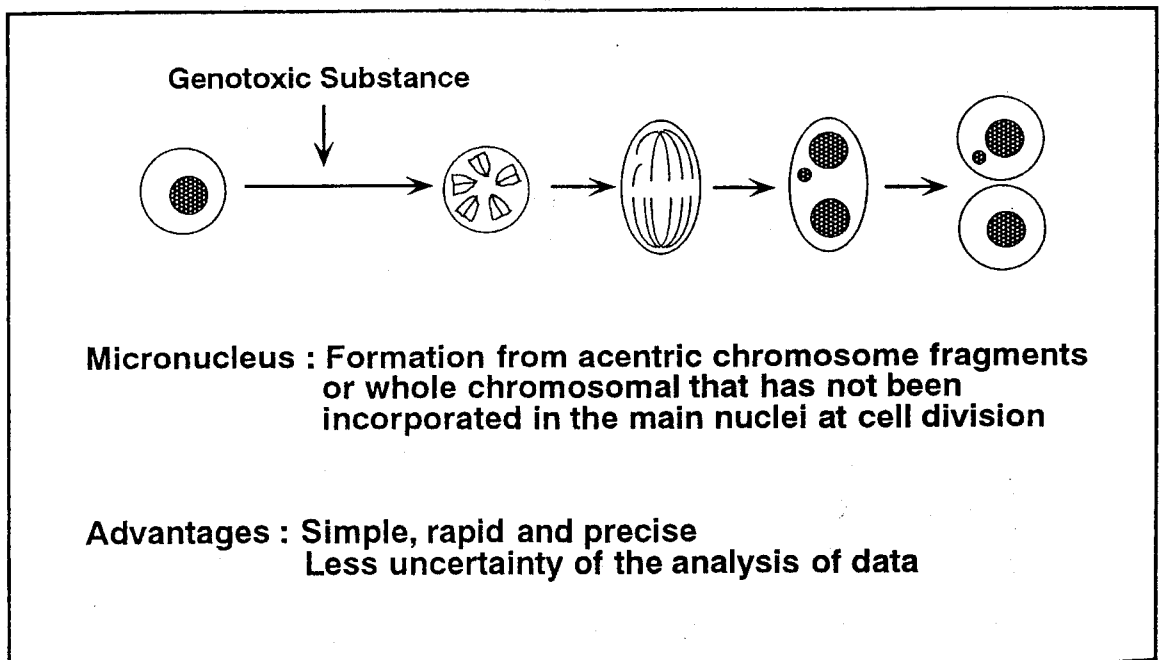 Genotoxic Substance
Micronucleus : Formation from acentric chromosome fragments
or whole chromosomal that has not been
incorporated in the main nuclei at cell division
Advantages : Simple, rapid and precise
Less uncertainty of the analysis of data